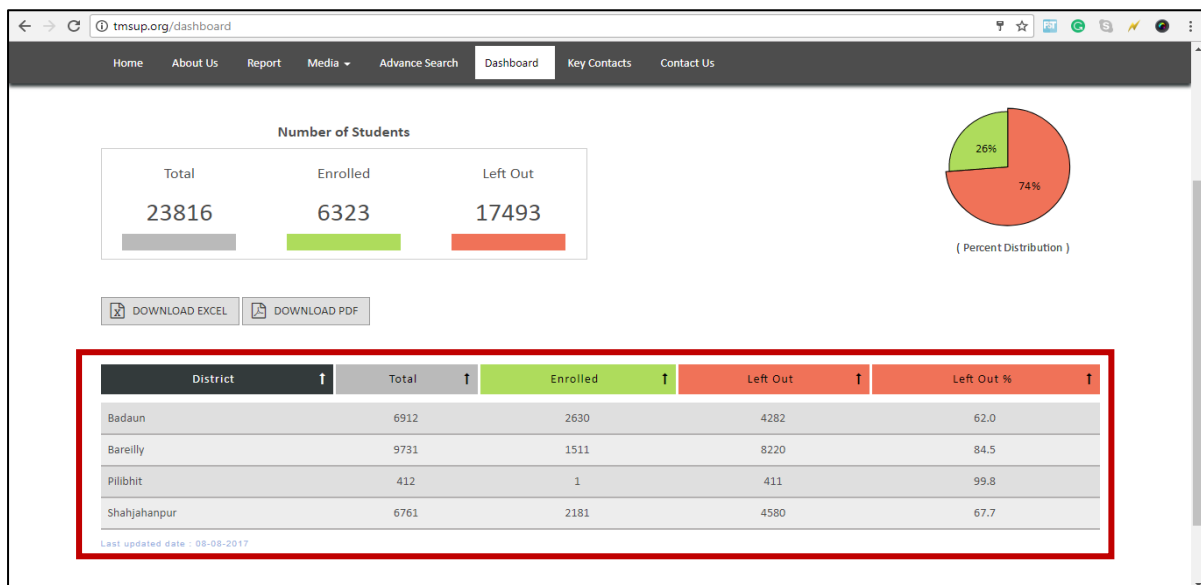 tmsup.org/dashboard
Home About Us Report Media Advance Search Dashboard Key Contacts Contact Us
Number of Students
Total Enrolled Left Out
23816 6323 17493
26%
74%
( Percent Distribution )
DOWNLOAD EXCEL DOWNLOAD PDF
District ↑ Total ↑ Enrolled ↑ Left Out ↑ Left Out % ↑
Badaun 6912 2630 4282 62.0
Bareilly 9731 1511 8220 84.5
Pilibhit 412 1 411 99.8
Shahjahanpur 6761 2181 4580 67.7
Last updated date : 08-08-2017